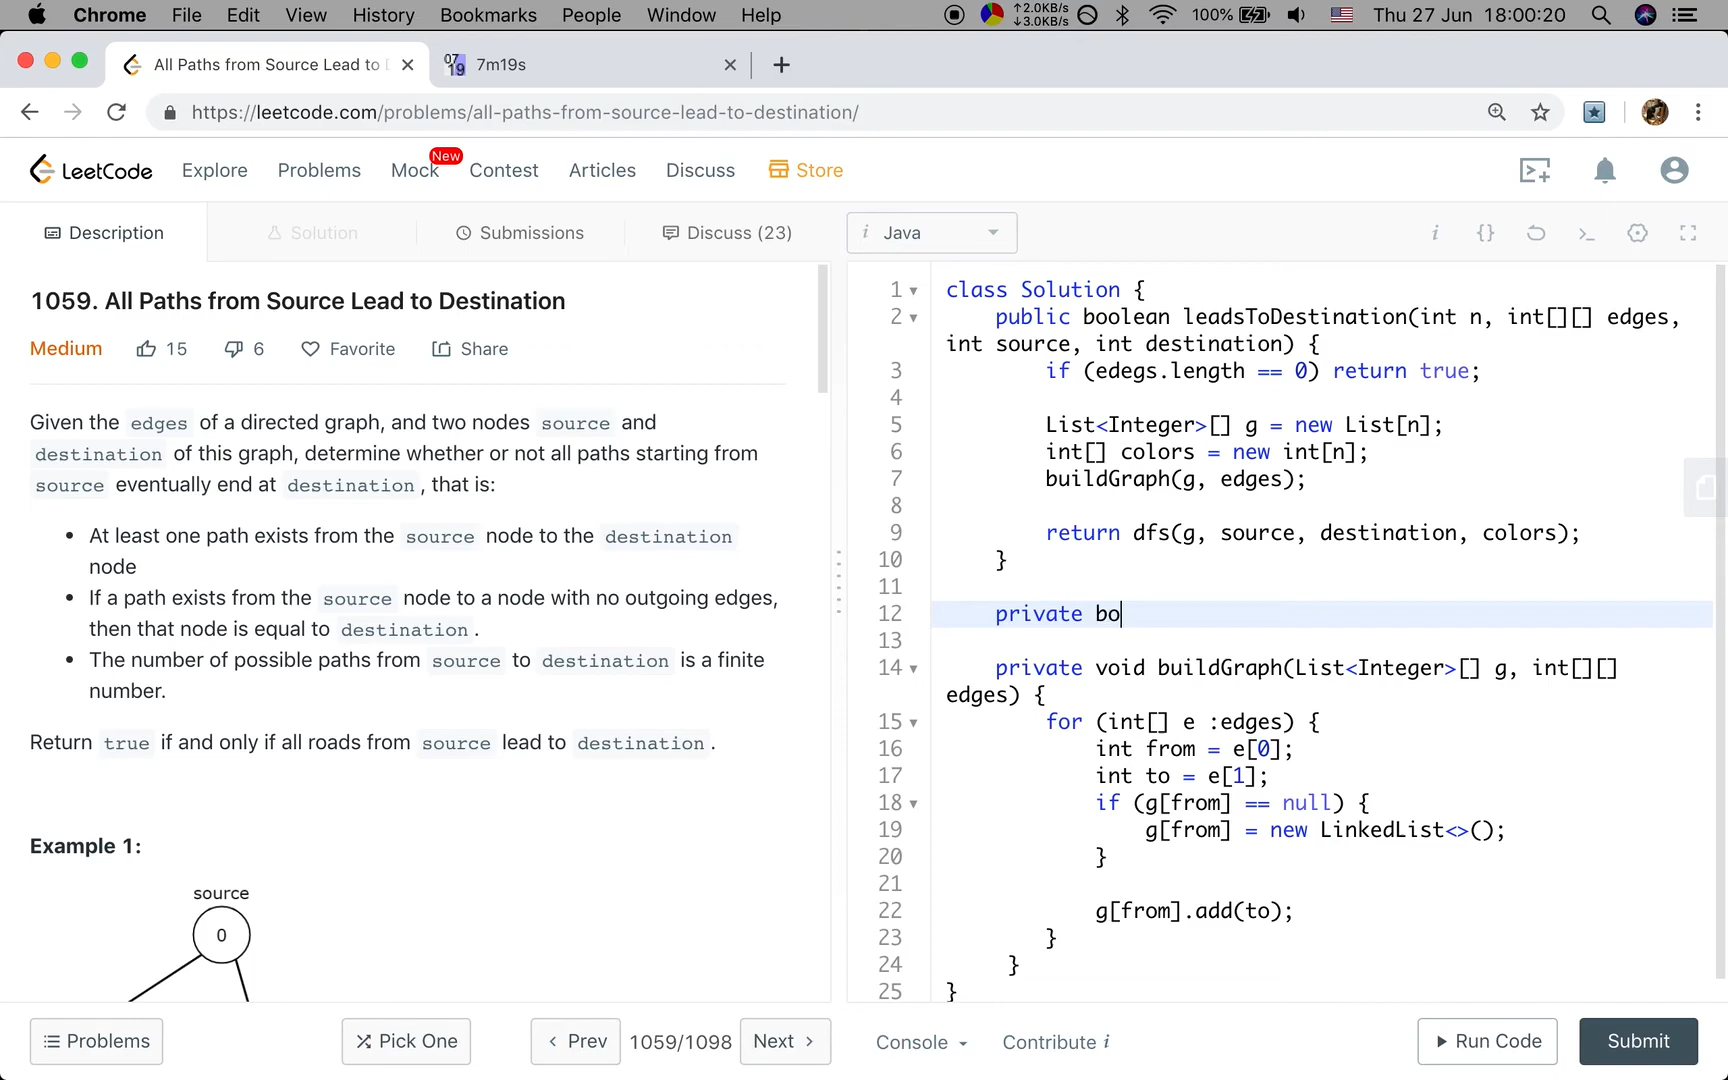 Chrome File Edit View History Bookmarks People Window Help ↑2.0KB/s ↓3.0KB/s 100% Thu 27 Jun 18:00:20
All Paths from Source Lead to D 07 19 7m19s
https://leetcode.com/problems/all-paths-from-source-lead-to-destination/
LeetCode Explore Problems Mock New Contest Articles Discuss Store
Description Solution Submissions Discuss (23) i Java
1059. All Paths from Source Lead to Destination
Medium 15 6 Favorite Share
Given the edges of a directed graph, and two nodes source and
destination of this graph, determine whether or not all paths starting from
source eventually end at destination, that is:
• At least one path exists from the source node to the destination
node
• If a path exists from the source node to a node with no outgoing edges,
then that node is equal to destination.
• The number of possible paths from source to destination is a finite
number.
Return true if and only if all roads from source lead to destination.
Example 1:
source
0
1 class Solution {
2 public boolean leadsToDestination(int n, int[][] edges,
int source, int destination) {
3 if (edegs.length == 0) return true;
4
5 List<Integer>[] g = new List[n];
6 int[] colors = new int[n];
7 buildGraph(g, edges);
8
9 return dfs(g, source, destination, colors);
10 }
11
12 private bo
13
14 private void buildGraph(List<Integer>[] g, int[][]
edges) {
15 for (int[] e :edges) {
16 int from = e[0];
17 int to = e[1];
18 if (g[from] == null) {
19 g[from] = new LinkedList<>();
20 }
21
22 g[from].add(to);
23 }
24 }
25 }
Problems Pick One ‹ Prev 1059/1098 Next › Console Contribute i Run Code Submit